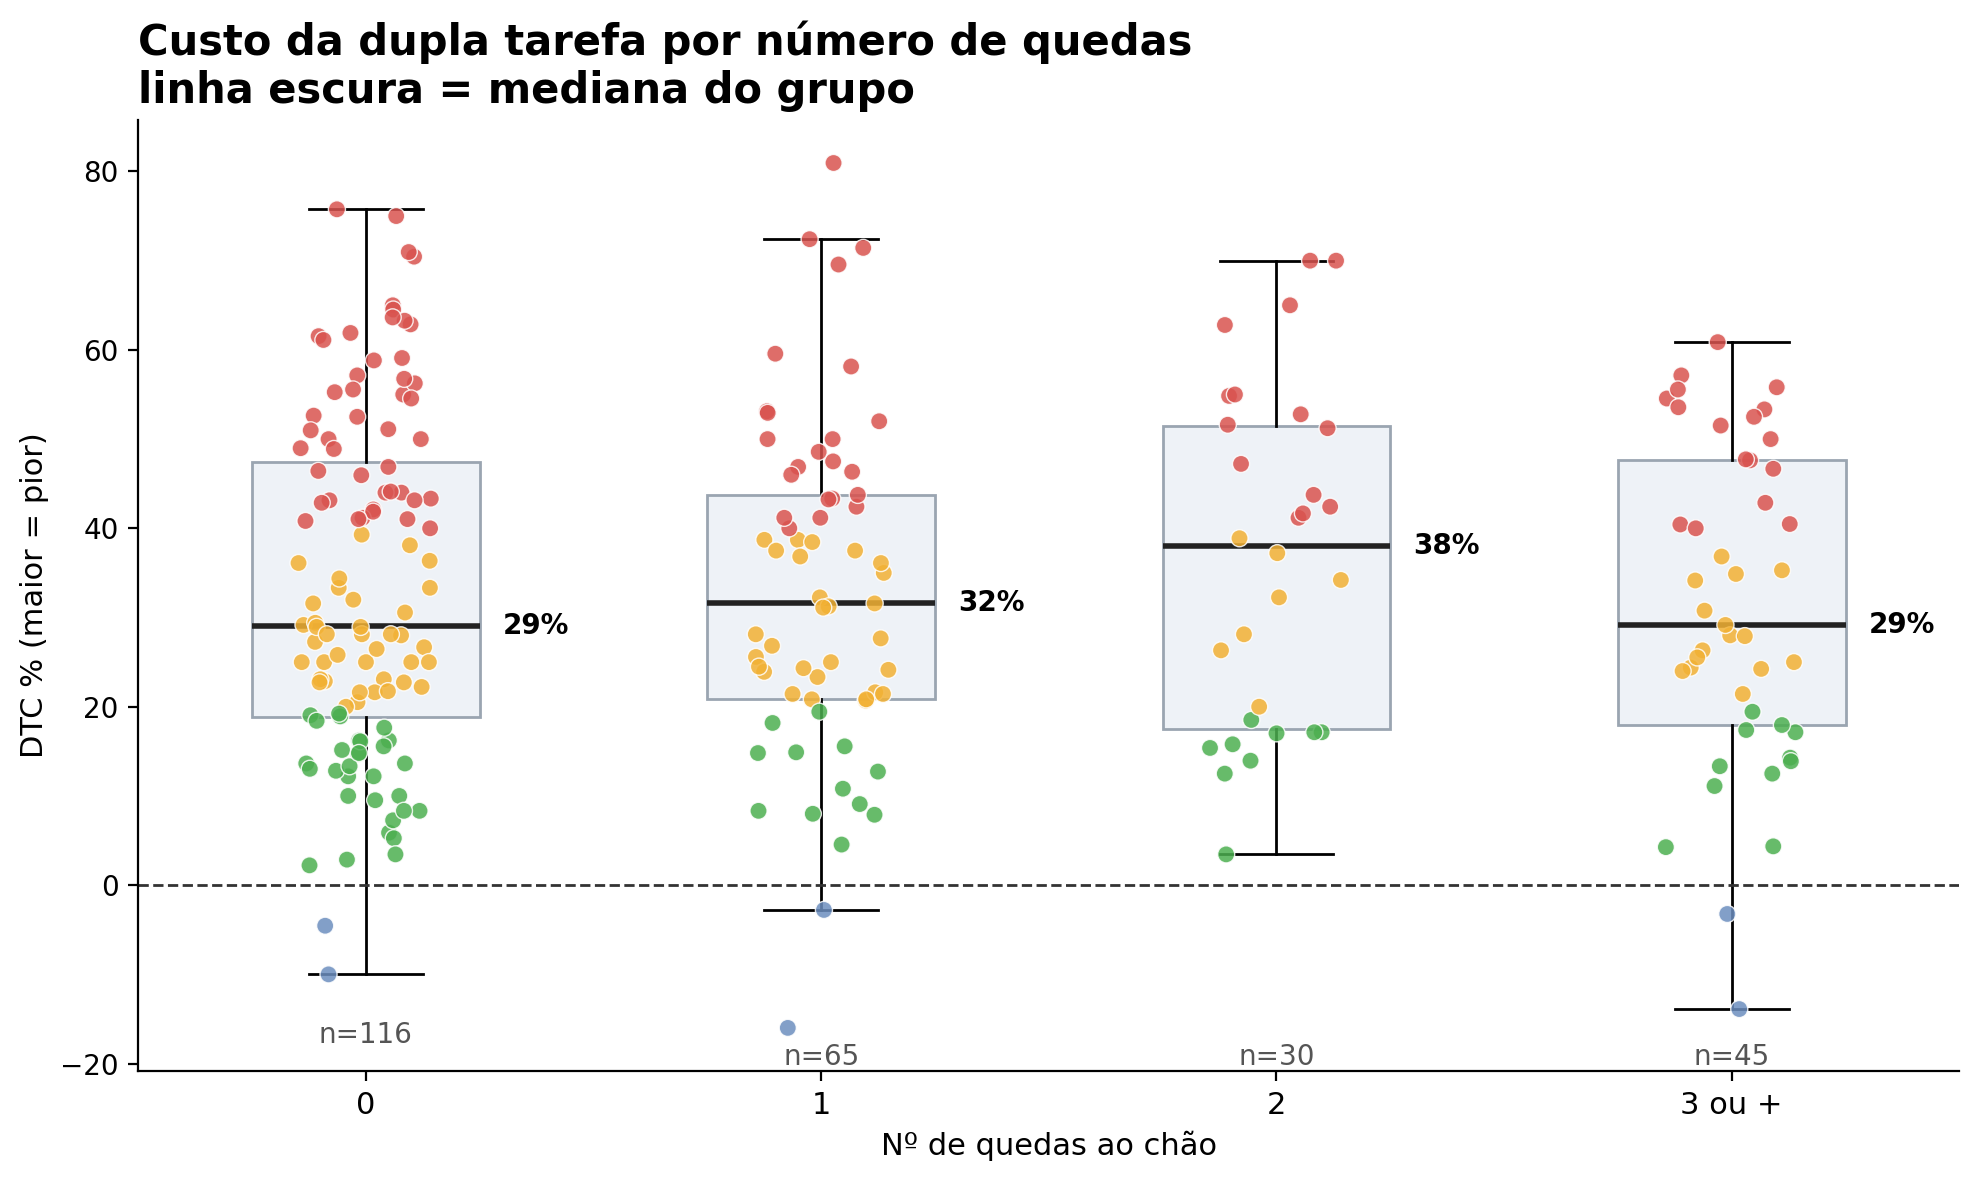 Custo da dupla tarefa por número de quedas
linha escura = mediana do grupo
DTC % (maior = pior)
80
60
40
20
0
−20
29%
32%
38%
29%
n=116
n=65
n=30
n=45
0
1
2
3 ou +
Nº de quedas ao chão